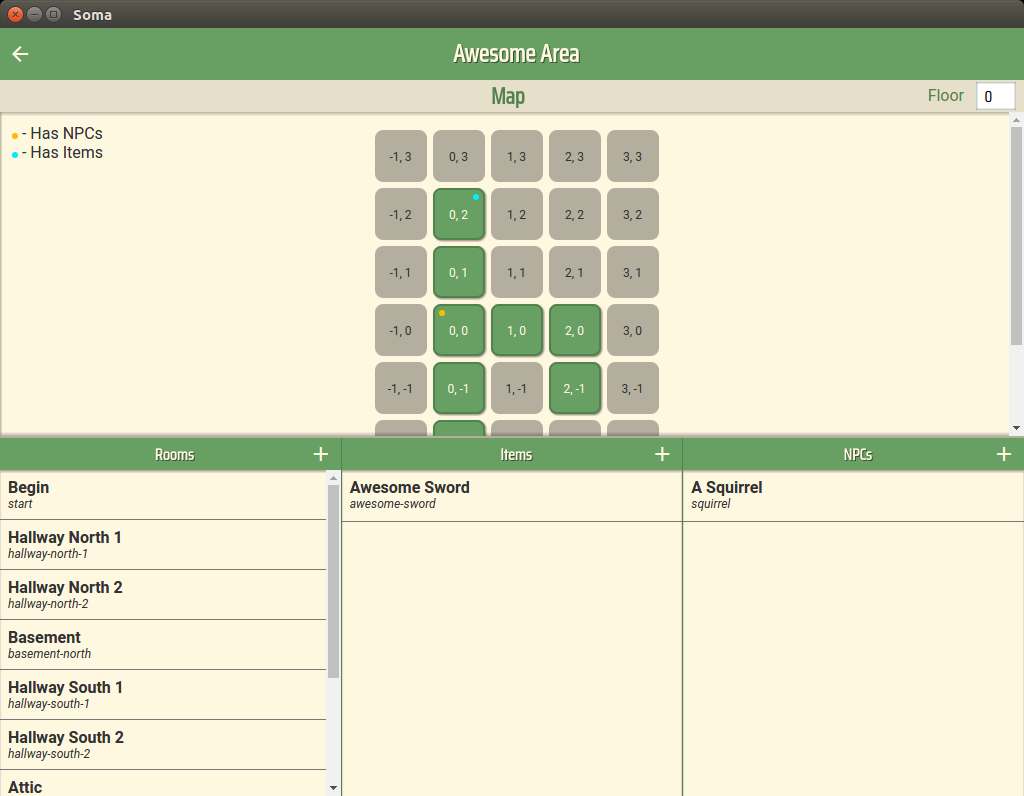 Soma
Awesome Area
Map
Floor 0
- Has NPCs
- Has Items
-1, 3 0, 3 1, 3 2, 3 3, 3
-1, 2 0, 2 1, 2 2, 2 3, 2
-1, 1 0, 1 1, 1 2, 1 3, 1
-1, 0 0, 0 1, 0 2, 0 3, 0
-1, -1 0, -1 1, -1 2, -1 3, -1
Rooms +
Begin
start
Hallway North 1
hallway-north-1
Hallway North 2
hallway-north-2
Basement
basement-north
Hallway South 1
hallway-south-1
Hallway South 2
hallway-south-2
Attic
Items +
Awesome Sword
awesome-sword
NPCs +
A Squirrel
squirrel